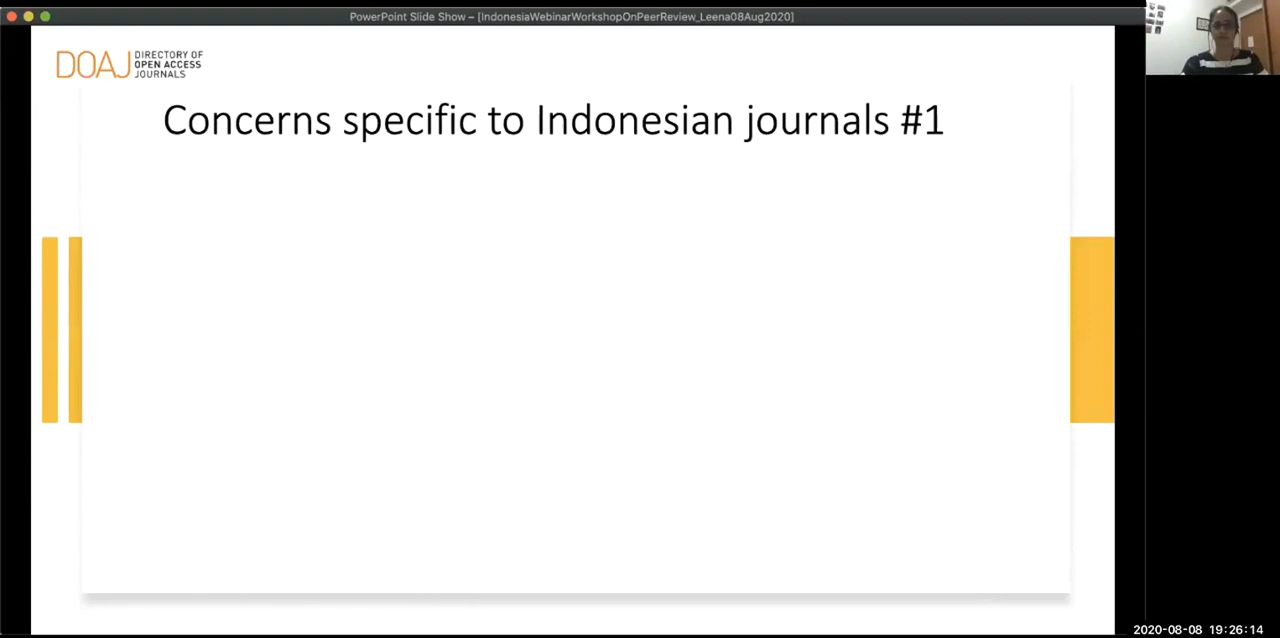 PowerPoint Slide Show – [IndonesiaWebinarWorkshopOnPeerReview_Leena08Aug2020]
DOAJ
DIRECTORY OF
OPEN ACCESS
JOURNALS
Concerns specific to Indonesian journals #1
2020-08-08 19:26:14